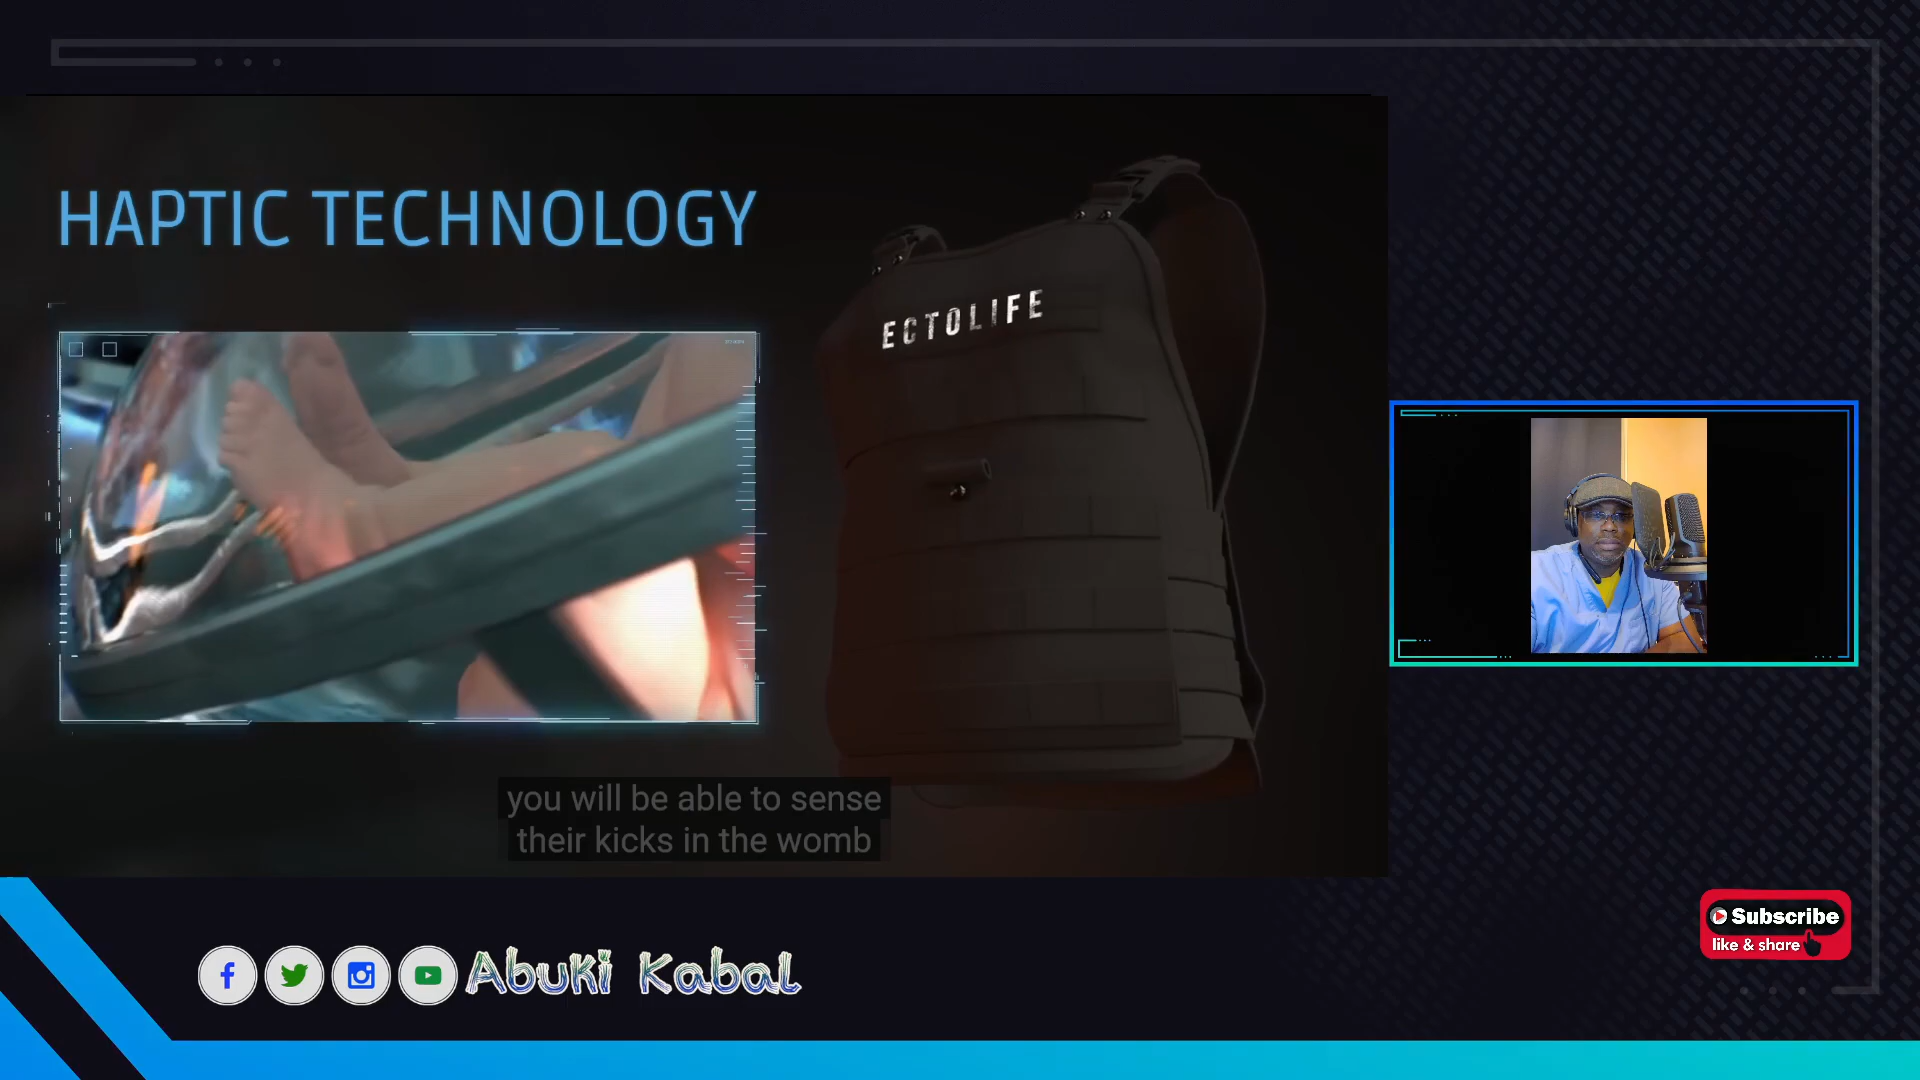 HAPTIC TECHNOLOGY
ECTOLIFE
you will be able to sense
their kicks in the womb
Abuki Kabal
Subscribe
like & share